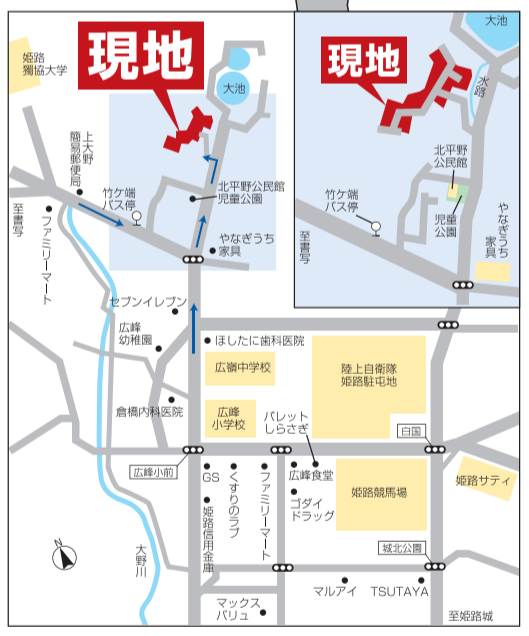 姫路
獨協大学
現地
大池
上大野
簡易郵便局
竹ケ端
バス停
北平野公民館
児童公園
至書写
ファミリーマート
やなぎうち
家具
大池
現地
水路
北平野
公民館
竹ケ端
バス停
児童
公園
やなぎうち
家具
至書写
セブンイレブン
広峰
幼稚園
ほしたに歯科医院
広嶺中学校
陸上自衛隊
姫路駐屯地
倉橋内科医院
広峰
小学校
パレット
しらさぎ
白国
広峰小前
GS
くすりのラブ
ファミリーマート
広峰食堂
ゴダイ
ドラッグ
姫路競馬場
姫路サティ
姫路信用金庫
大野川
N
城北公園
マックス
バリュ
マルアイ
TSUTAYA
至姫路城